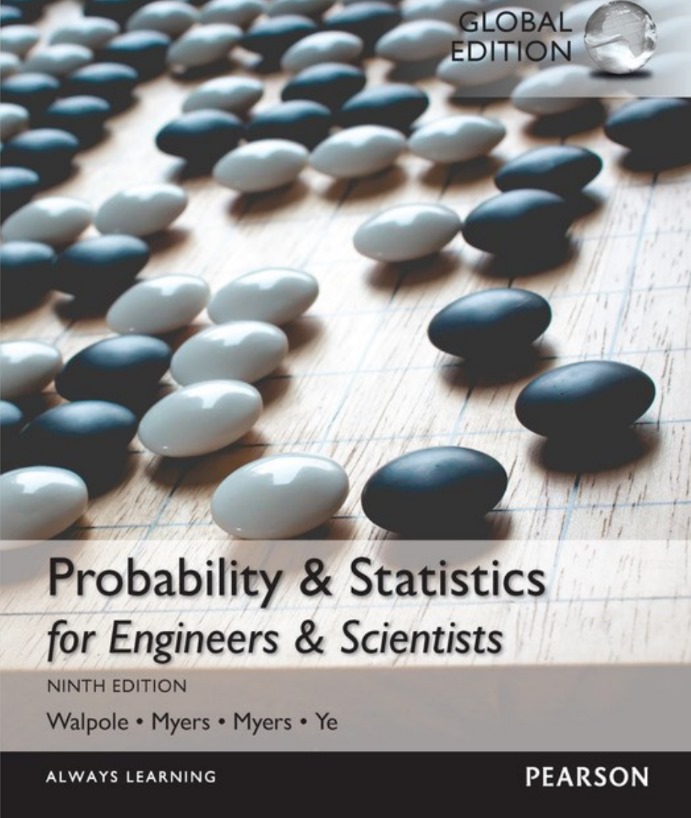 GLOBAL
EDITION
Probability & Statistics
for Engineers & Scientists
NINTH EDITION
Walpole • Myers • Myers • Ye
ALWAYS LEARNING
PEARSON